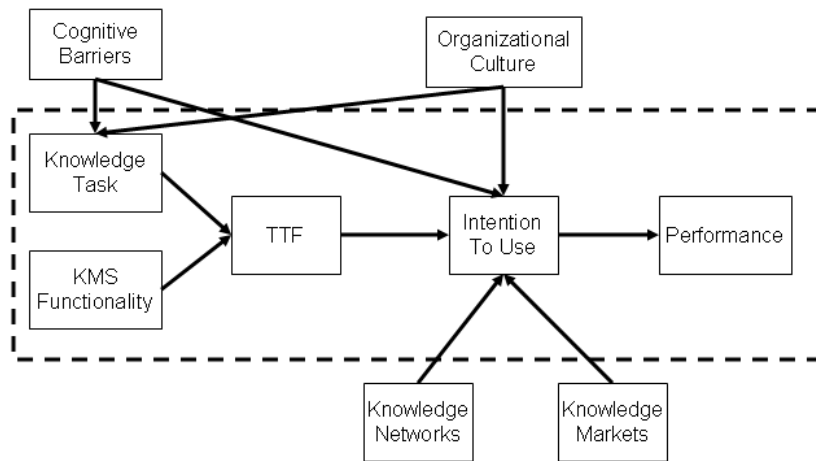 Cognitive
Barriers
Organizational
Culture
Knowledge
Task
TTF
Intention
To Use
Performance
KMS
Functionality
Knowledge
Networks
Knowledge
Markets